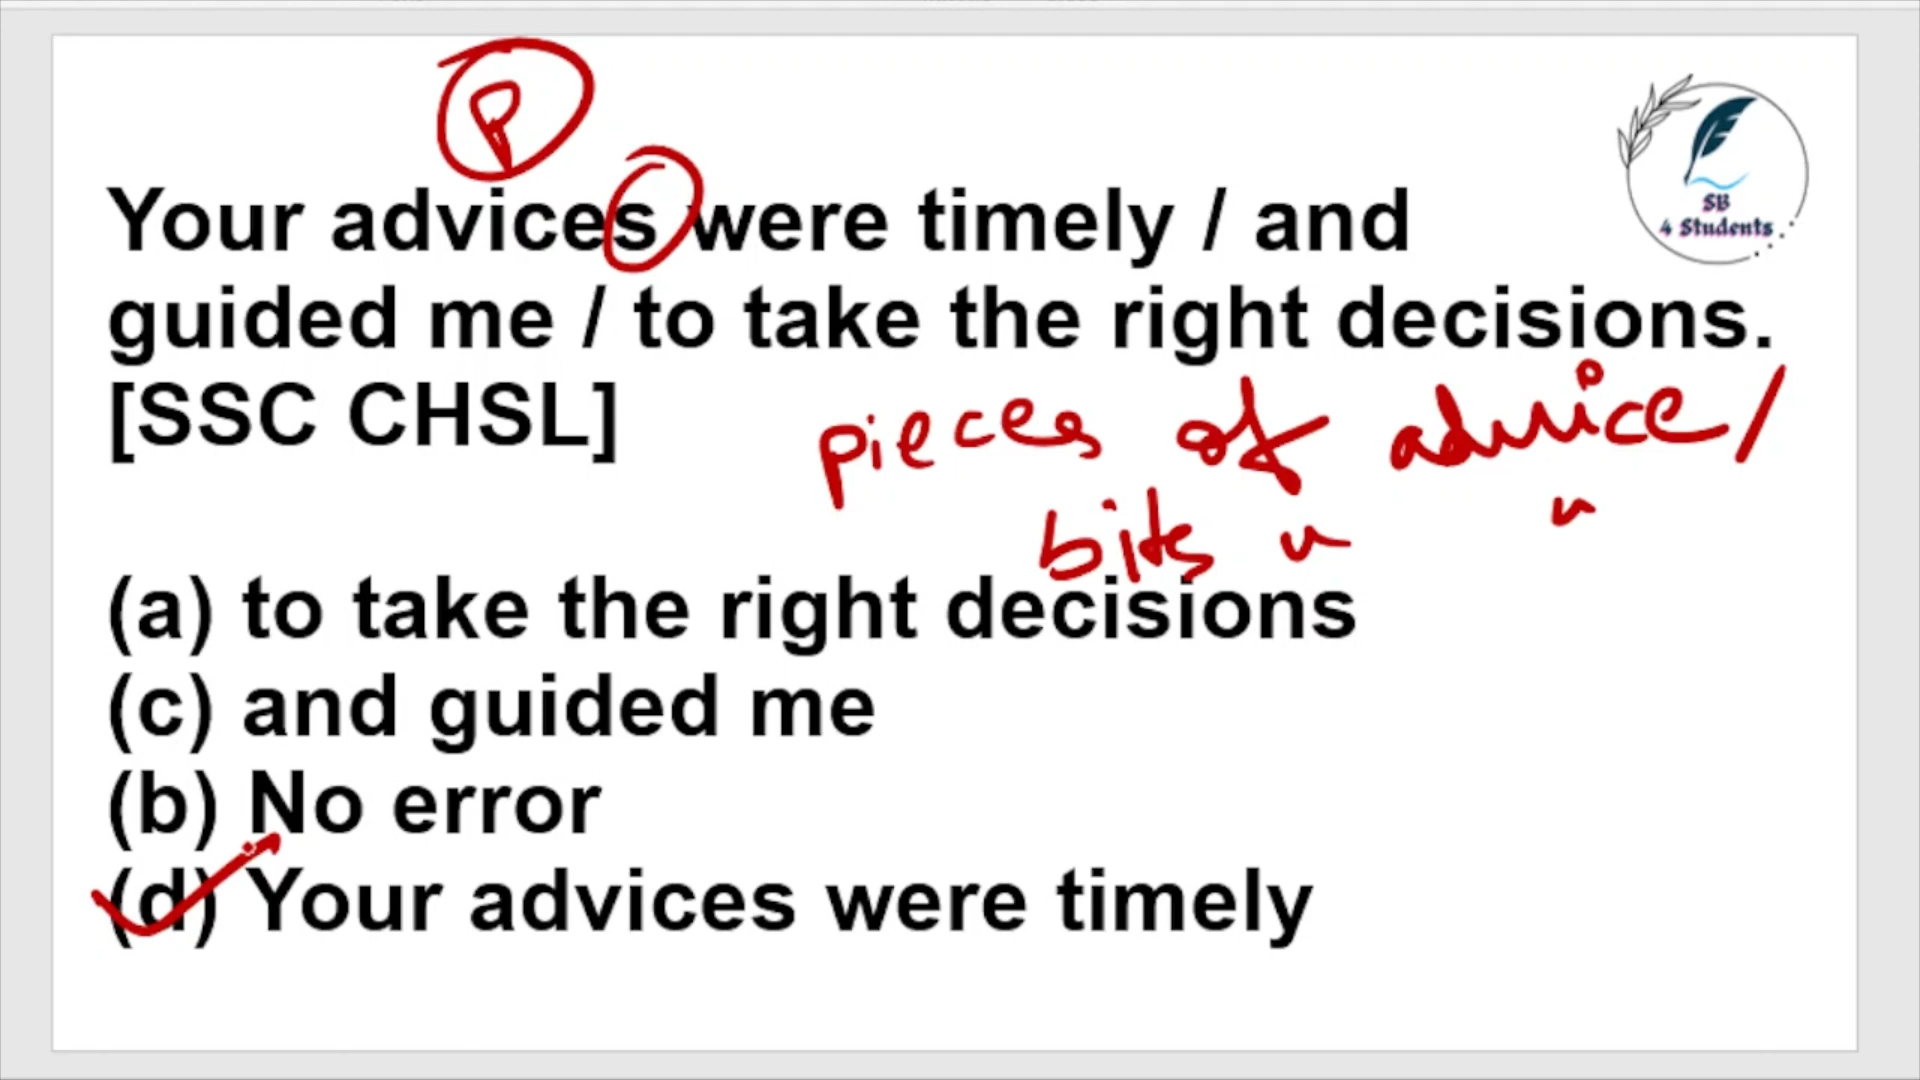 P
Your advices were timely / and
guided me / to take the right decisions.
[SSC CHSL]
pieces of advice /
bits " "
(a) to take the right decisions
(c) and guided me
(b) No error
(d) Your advices were timely
SB
4 Students